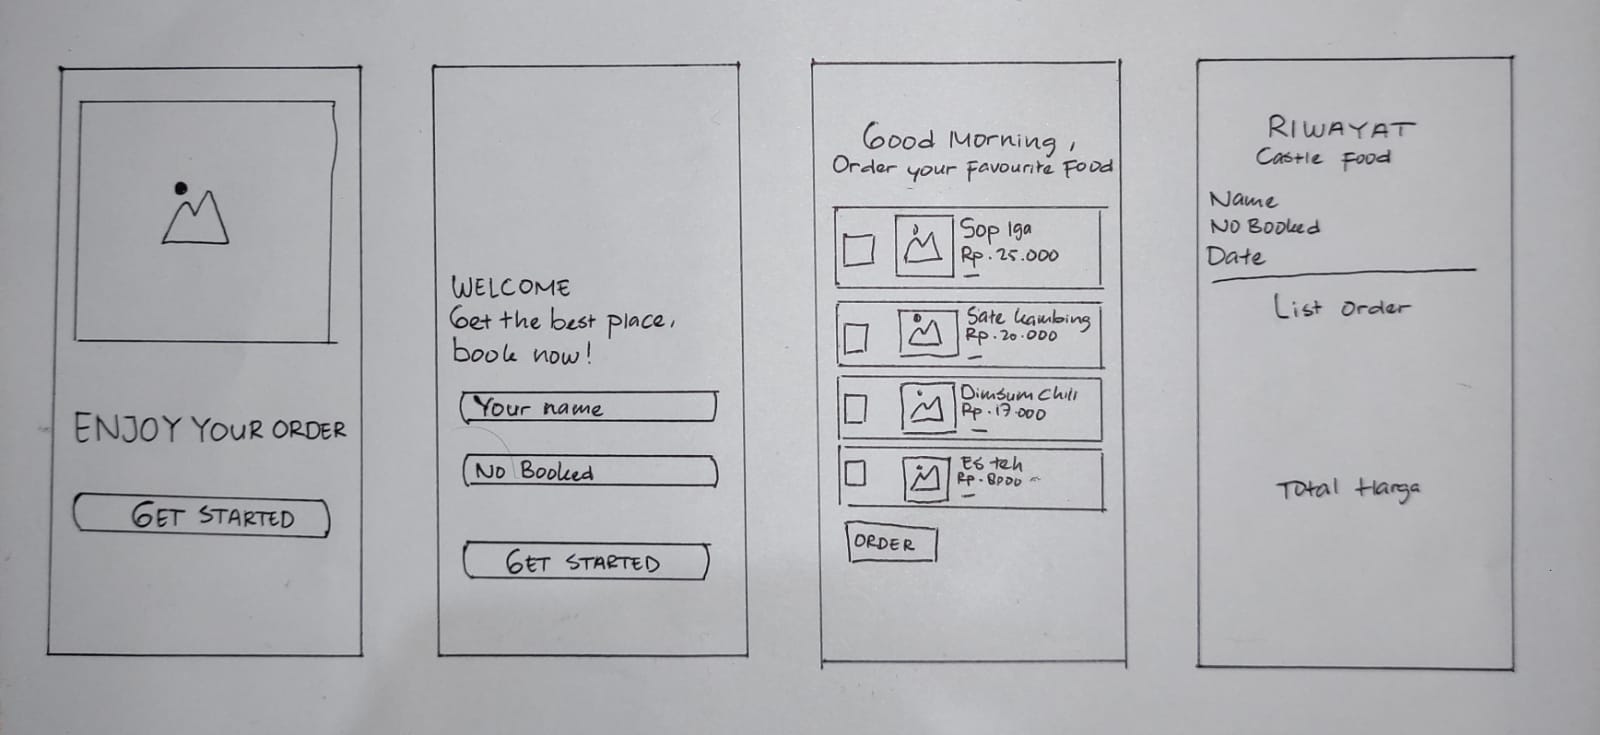 ENJOY YOUR ORDER
GET STARTED
WELCOME
Get the best place,
book now!
Your name
No Booked
GET STARTED
Good Morning,
Order your Favourite Food
Sop Iga
Rp. 25.000
Sate kambing
Rp. 20.000
Dimsum Chili
Rp. 17.000
Es teh
Rp. 8000
ORDER
RIWAYAT
Castle Food
Name
No Booked
Date
List Order
Total Harga